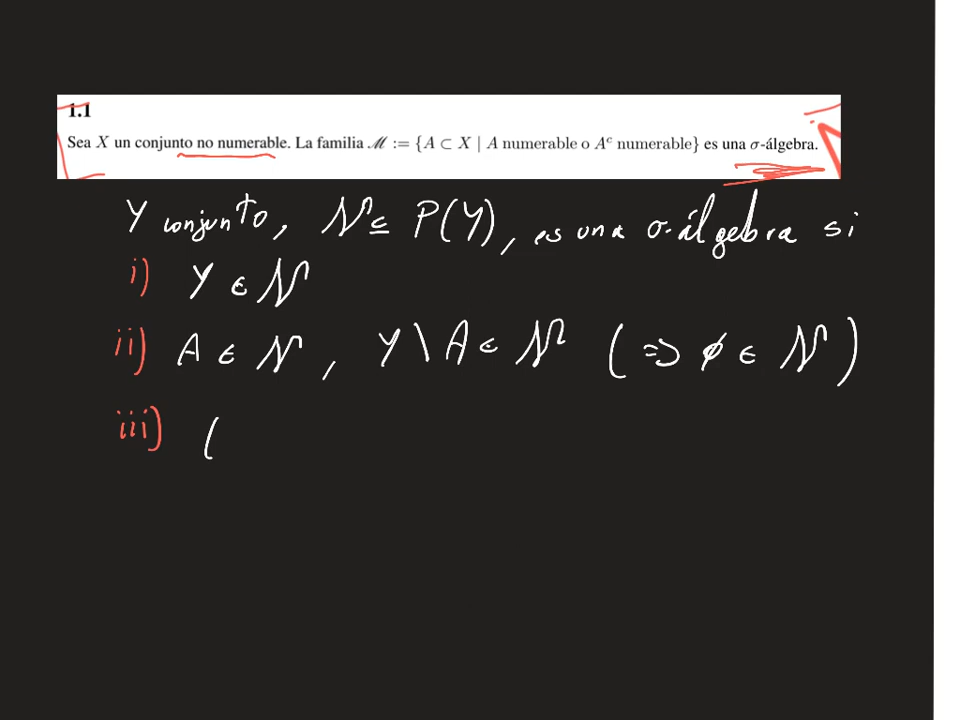 1.1
Sea X un conjunto no numerable. La familia ℳ := {A ⊂ X | A numerable o Aᶜ numerable} es una σ-álgebra.
Y conjunto, 𝒩 ⊆ P(Y), es una σ-álgebra si
i) Y ∈ 𝒩
ii) A ∈ 𝒩, Y \ A ∈ 𝒩 (⇒ ∅ ∈ 𝒩)
iii) (